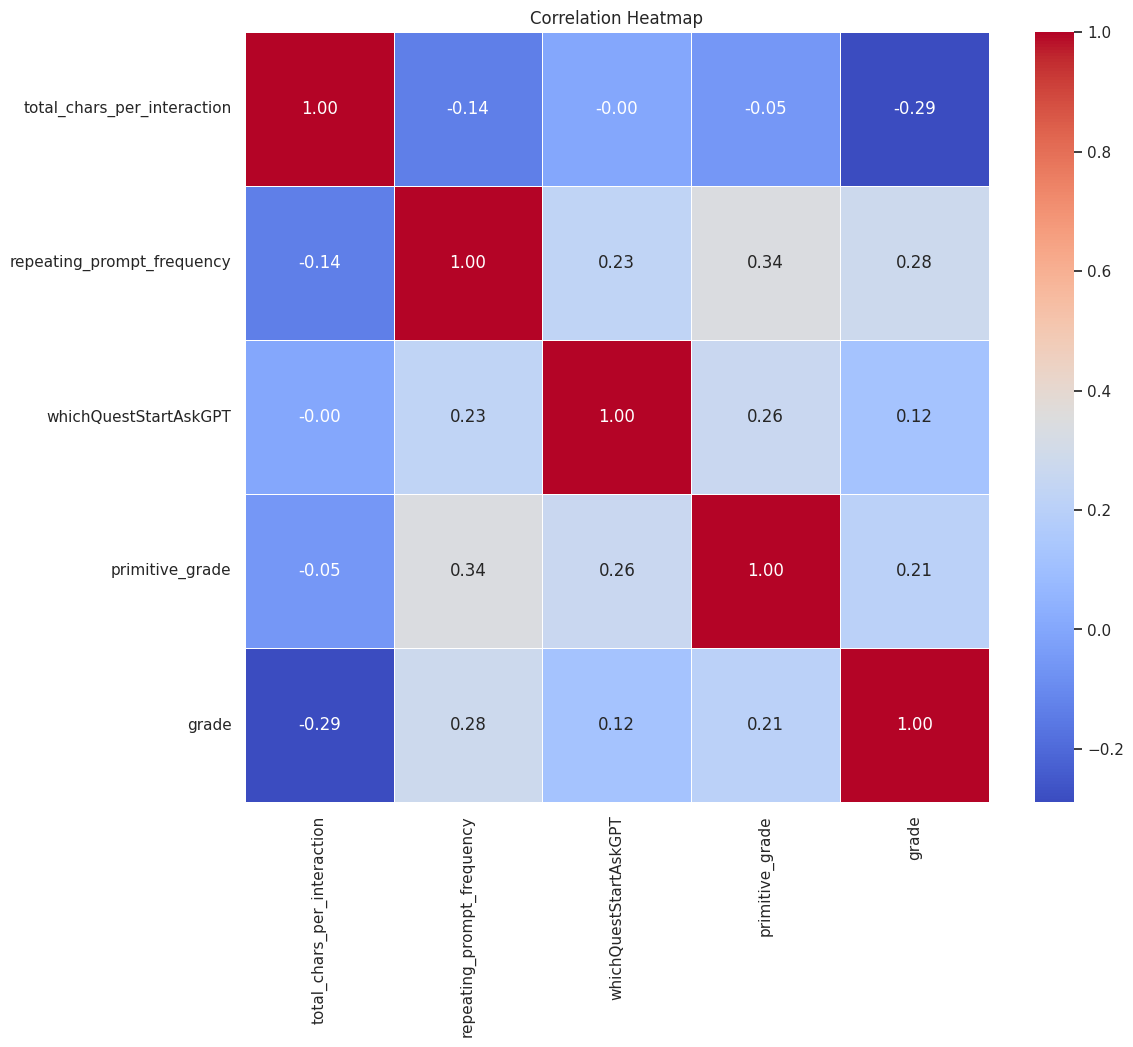 Correlation Heatmap
total_chars_per_interaction
1.00
-0.14
-0.00
-0.05
-0.29
repeating_prompt_frequency
-0.14
1.00
0.23
0.34
0.28
whichQuestStartAskGPT
-0.00
0.23
1.00
0.26
0.12
primitive_grade
-0.05
0.34
0.26
1.00
0.21
grade
-0.29
0.28
0.12
0.21
1.00
total_chars_per_interaction
repeating_prompt_frequency
whichQuestStartAskGPT
primitive_grade
grade
1.0
0.8
0.6
0.4
0.2
0.0
−0.2